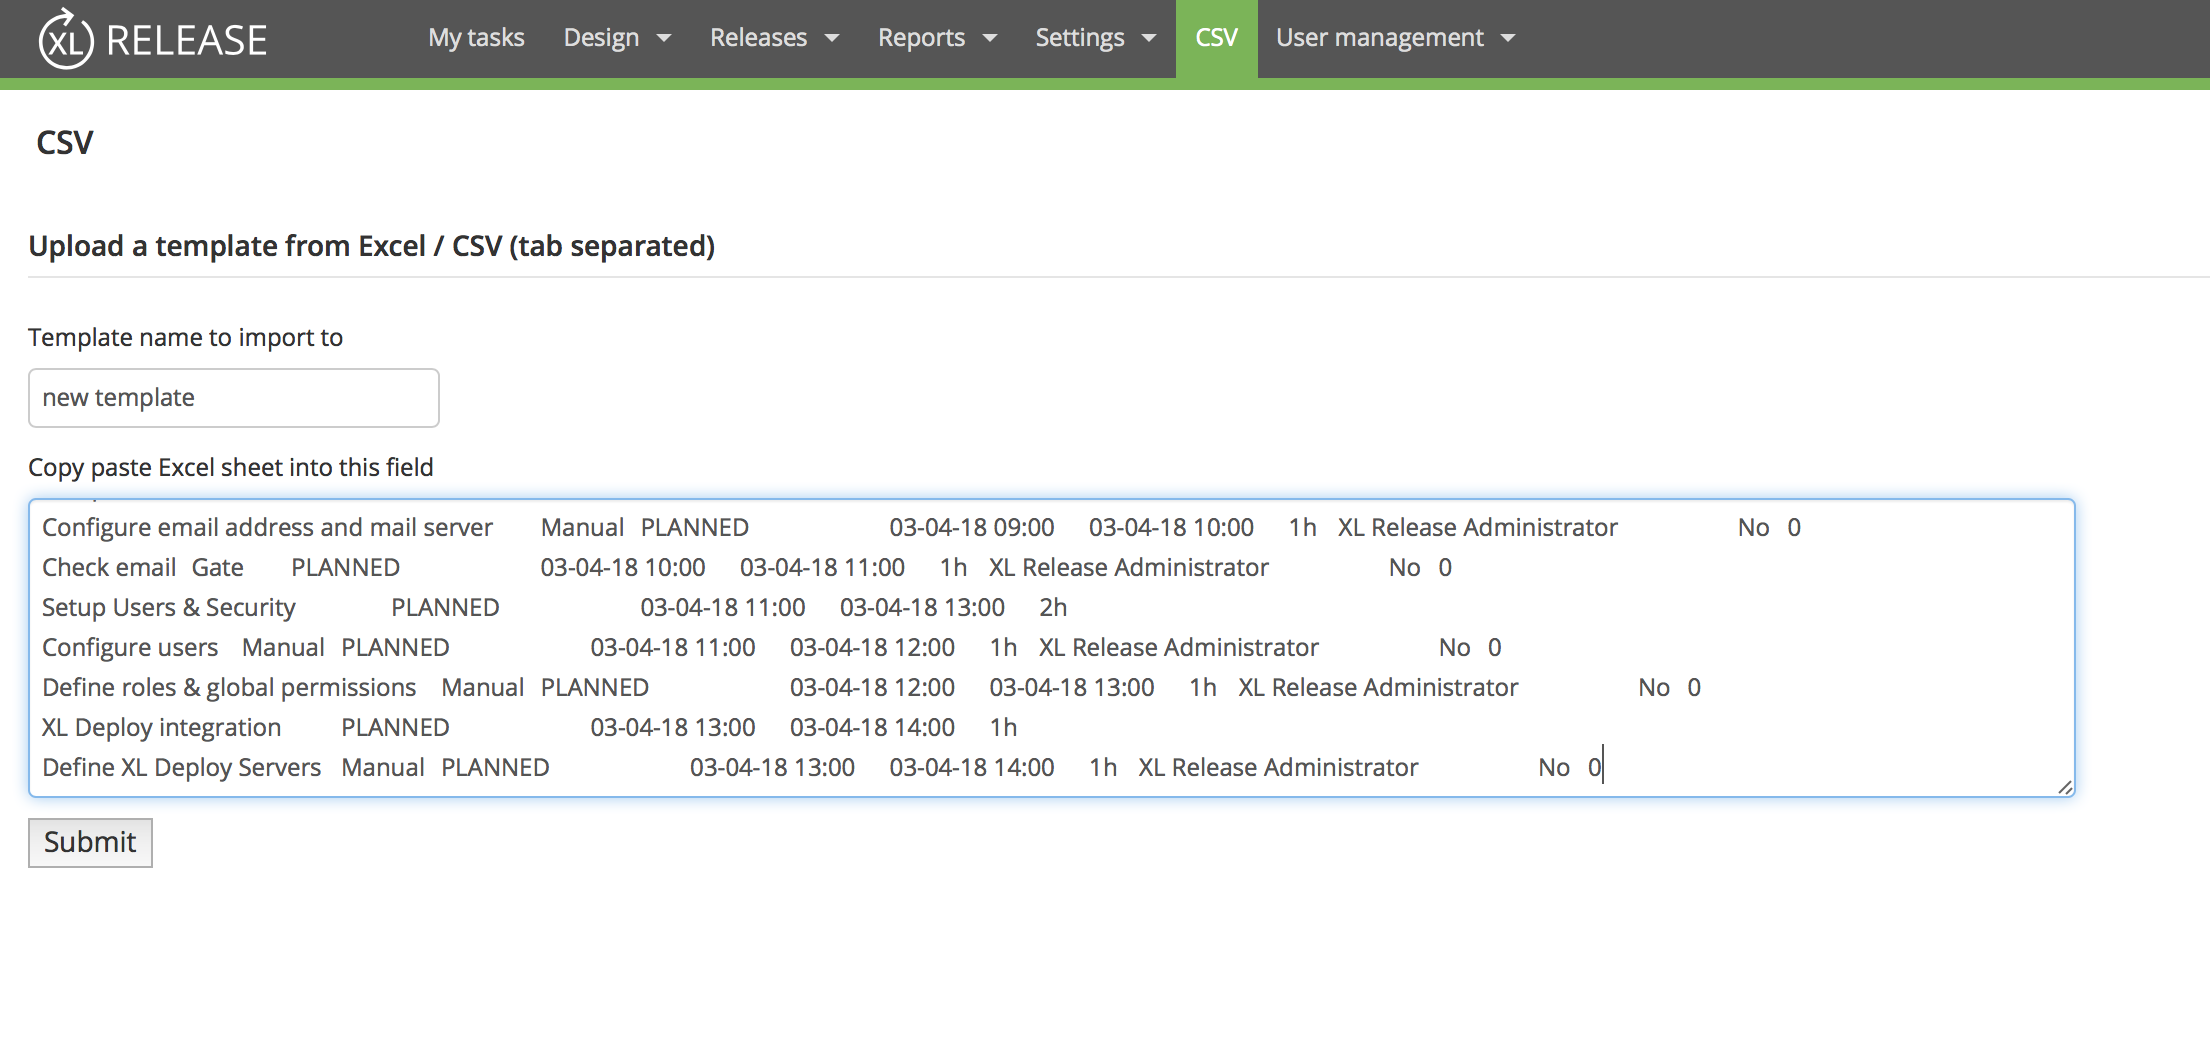 XL RELEASE My tasks Design Releases Reports Settings CSV User management
CSV
Upload a template from Excel / CSV (tab separated)
Template name to import to
new template
Copy paste Excel sheet into this field
Configure email address and mail server Manual PLANNED 03-04-18 09:00 03-04-18 10:00 1h XL Release Administrator No 0
Check email Gate PLANNED 03-04-18 10:00 03-04-18 11:00 1h XL Release Administrator No 0
Setup Users & Security PLANNED 03-04-18 11:00 03-04-18 13:00 2h
Configure users Manual PLANNED 03-04-18 11:00 03-04-18 12:00 1h XL Release Administrator No 0
Define roles & global permissions Manual PLANNED 03-04-18 12:00 03-04-18 13:00 1h XL Release Administrator No 0
XL Deploy integration PLANNED 03-04-18 13:00 03-04-18 14:00 1h
Define XL Deploy Servers Manual PLANNED 03-04-18 13:00 03-04-18 14:00 1h XL Release Administrator No 0
Submit